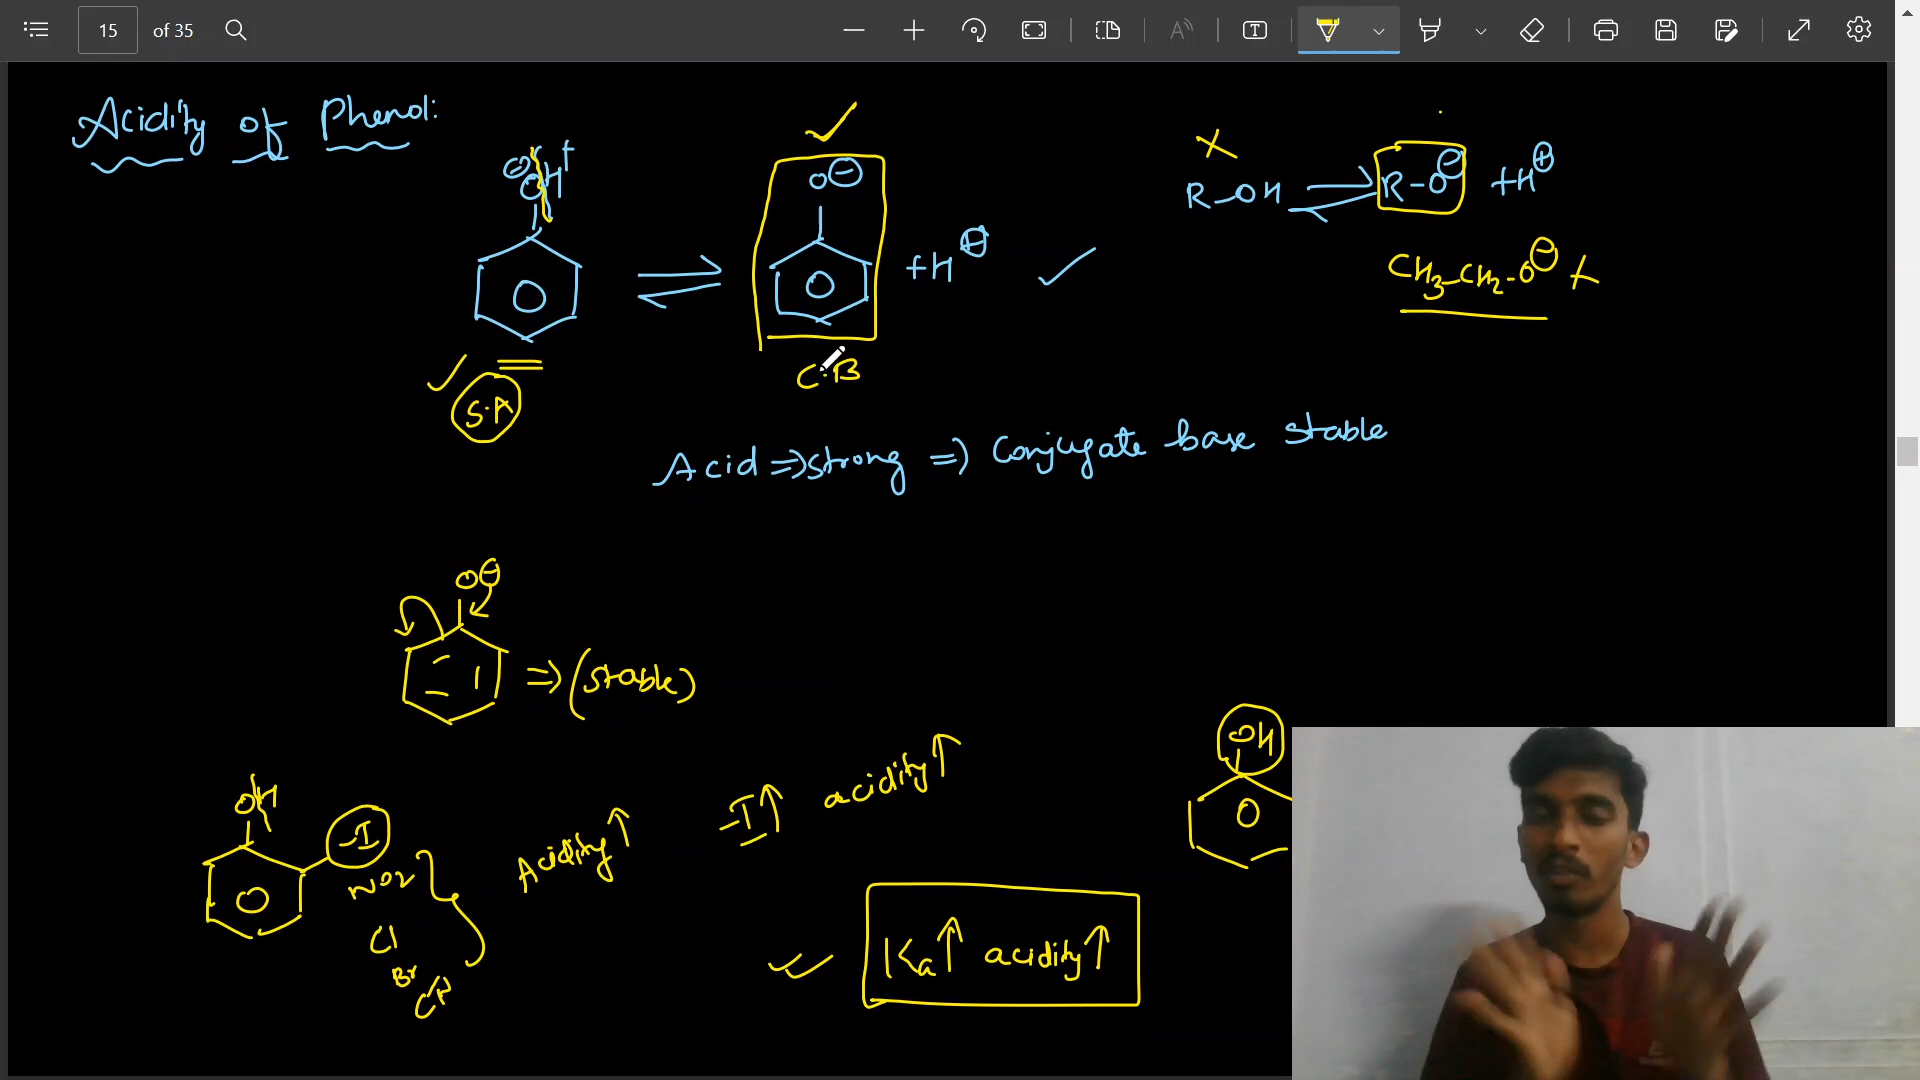 15 of 35
Acidity of Phenol:
⊖OH+
O⊖
+H⊕
R-OH ⇌ R-O⊖ +H⊕
CH3-CH2-O⊖ ×
S.A
C.B
Acid ⇒ strong ⇒ Conjugate base stable
O⊖
⇒ (stable)
OH
-I
NO2
Cl
Br
Acidity↑
-I↑ acidity↑
Ka↑ acidity↑
OH